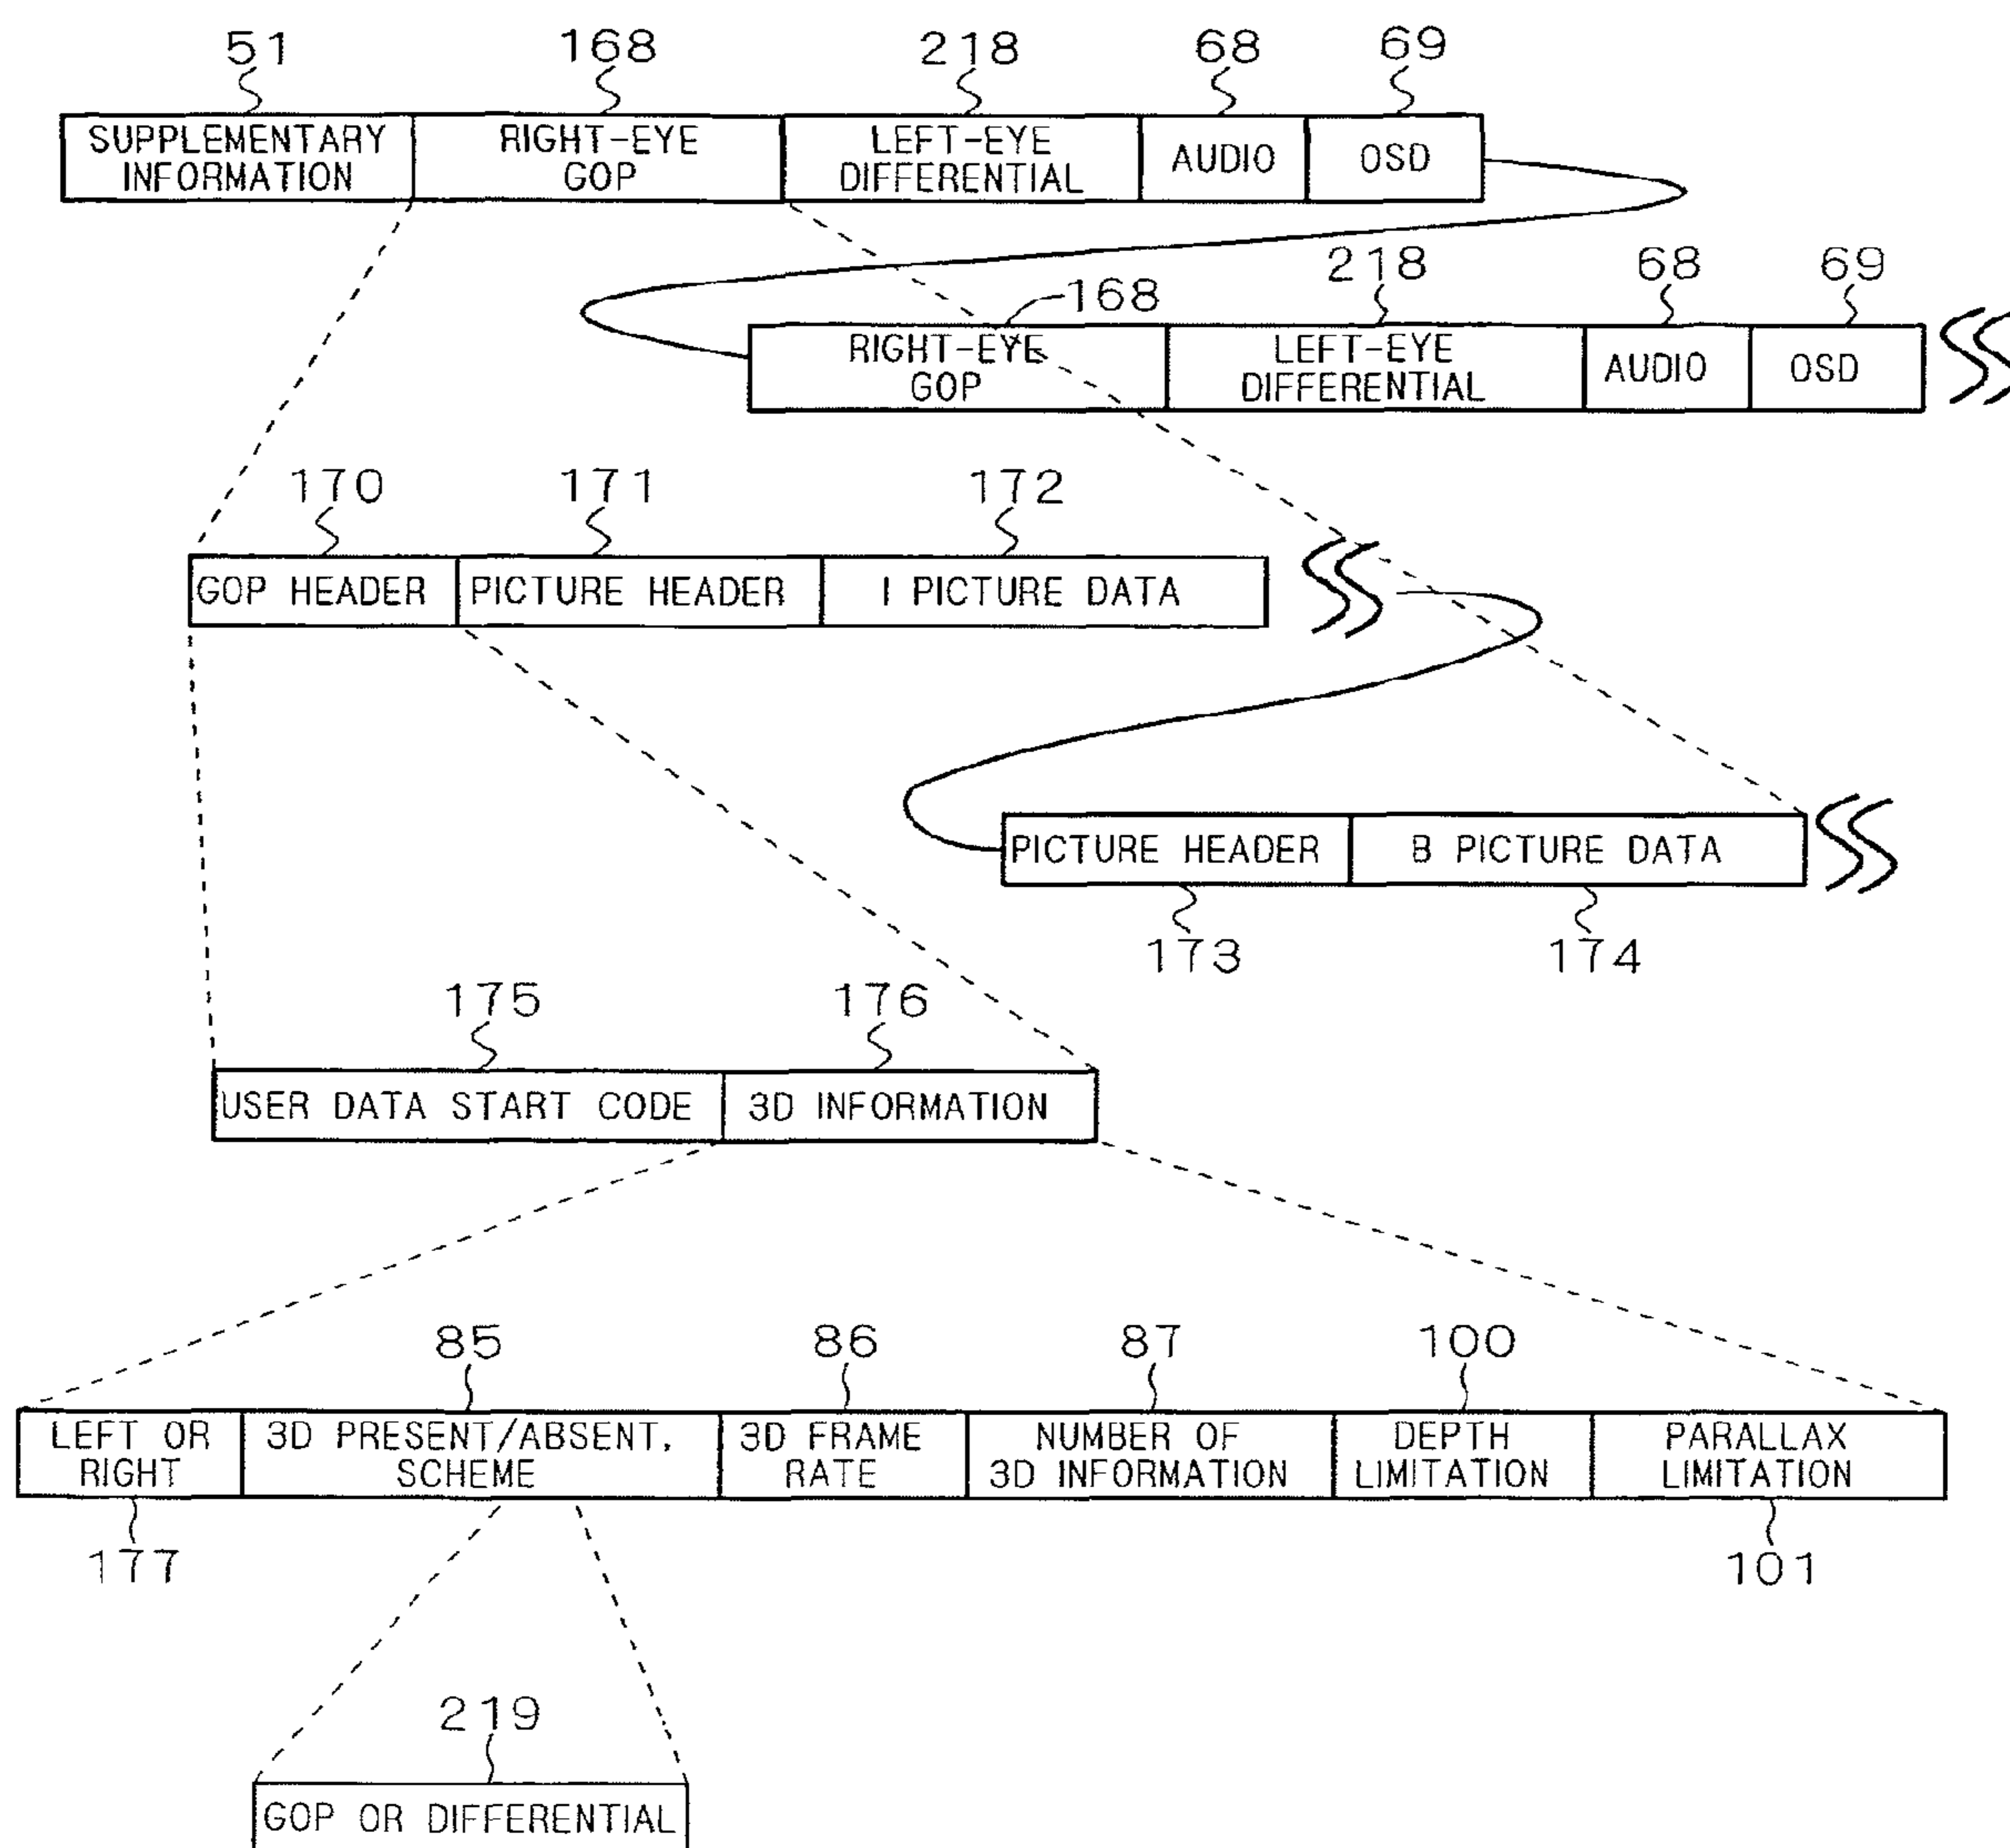 51 168 218 68 69
SUPPLEMENTARY INFORMATION
RIGHT-EYE GOP
LEFT-EYE DIFFERENTIAL
AUDIO
OSD
168 218 68 69
RIGHT-EYE GOP
LEFT-EYE DIFFERENTIAL
AUDIO
OSD
170 171 172
GOP HEADER
PICTURE HEADER
I PICTURE DATA
PICTURE HEADER
B PICTURE DATA
173 174
175 176
USER DATA START CODE
3D INFORMATION
85 86 87 100
LEFT OR RIGHT
3D PRESENT/ABSENT, SCHEME
3D FRAME RATE
NUMBER OF 3D INFORMATION
DEPTH LIMITATION
PARALLAX LIMITATION
177 101
219
GOP OR DIFFERENTIAL